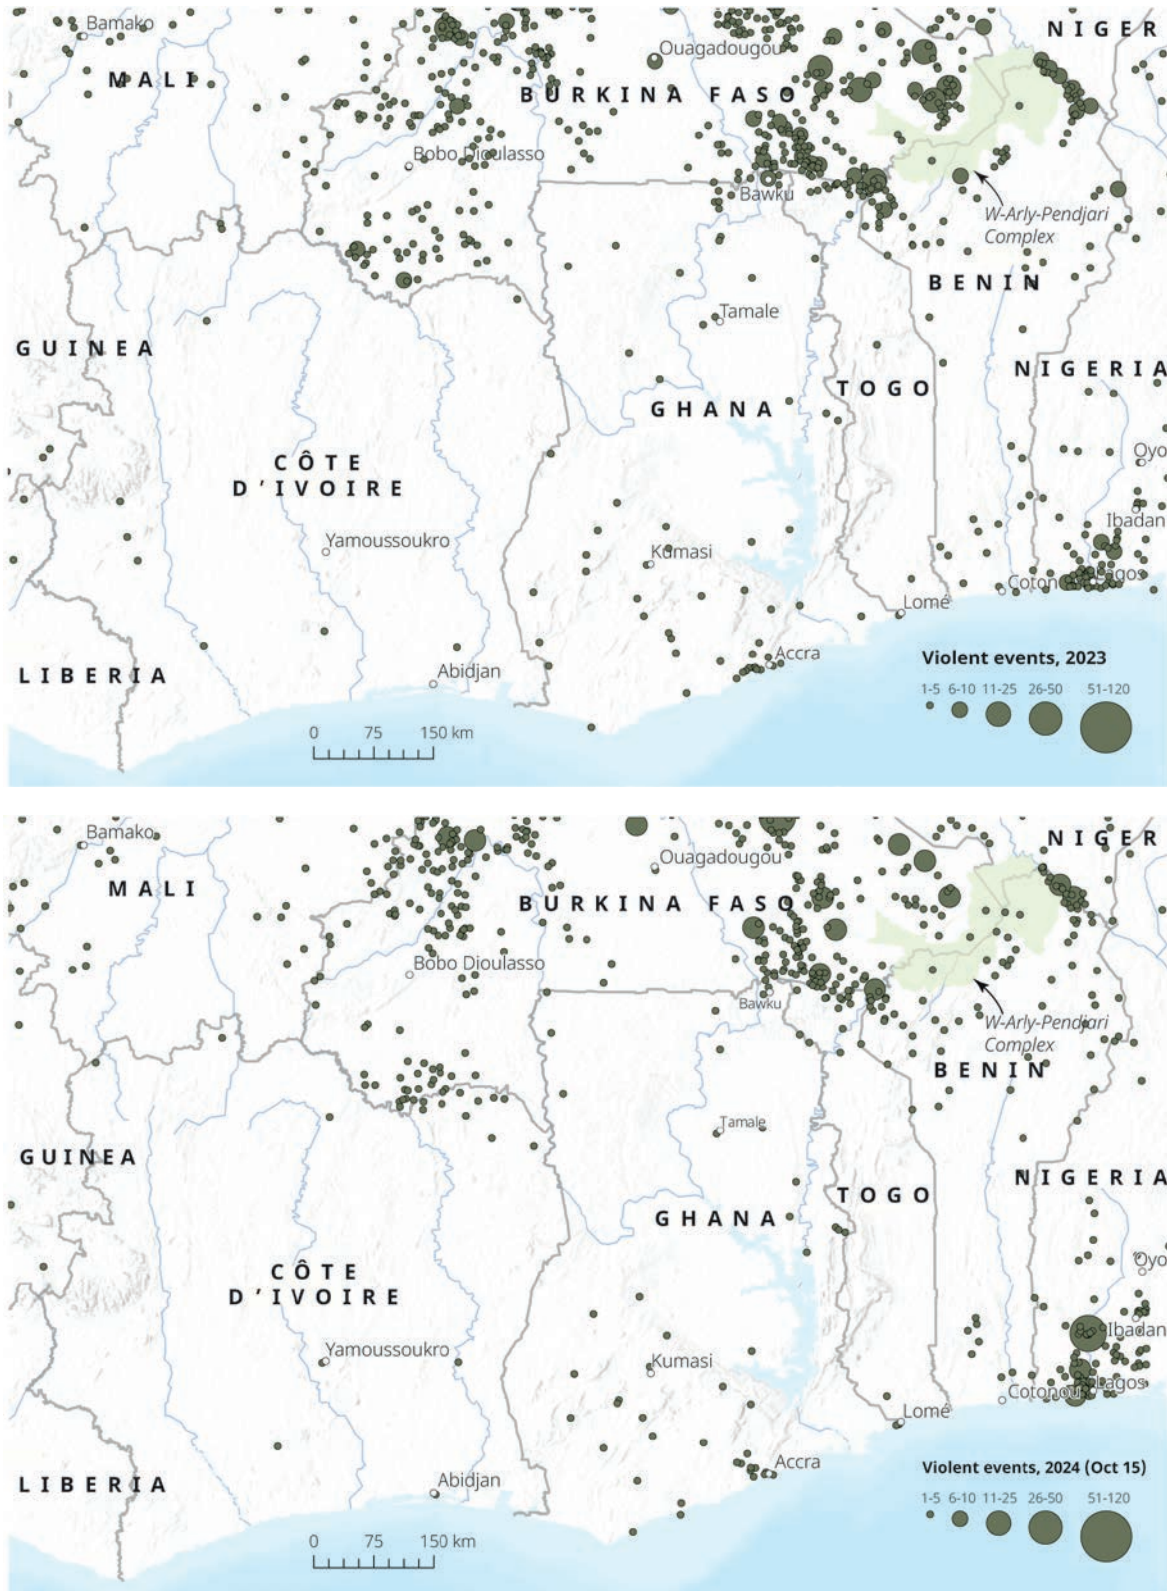 Bamako
NIGER
Ouagadougou
MALI
BURKINA FASO
Bobo Dioulasso
Bawku
W-Arly-Pendjari
Complex
BENIN
Tamale
GUINEA
NIGERIA
TOGO
GHANA
CÔTE
D'IVOIRE
Oyo
Ibadan
Yamoussoukro
Kumasi
Coton
Lagos
Lomé
Accra
Violent events, 2023
LIBERIA
Abidjan
1-5 6-10 11-25 26-50 51-120
0 75 150 km
Bamako
NIGER
Ouagadougou
MALI
BURKINA FASO
Bobo Dioulasso
Bawku
W-Arly-Pendjari
Complex
BENIN
Tamale
GUINEA
NIGERIA
TOGO
GHANA
CÔTE
D'IVOIRE
Oyo
Ibadan
Yamoussoukro
Kumasi
Cotonou
Lagos
Lomé
Accra
Violent events, 2024 (Oct 15)
LIBERIA
Abidjan
1-5 6-10 11-25 26-50 51-120
0 75 150 km